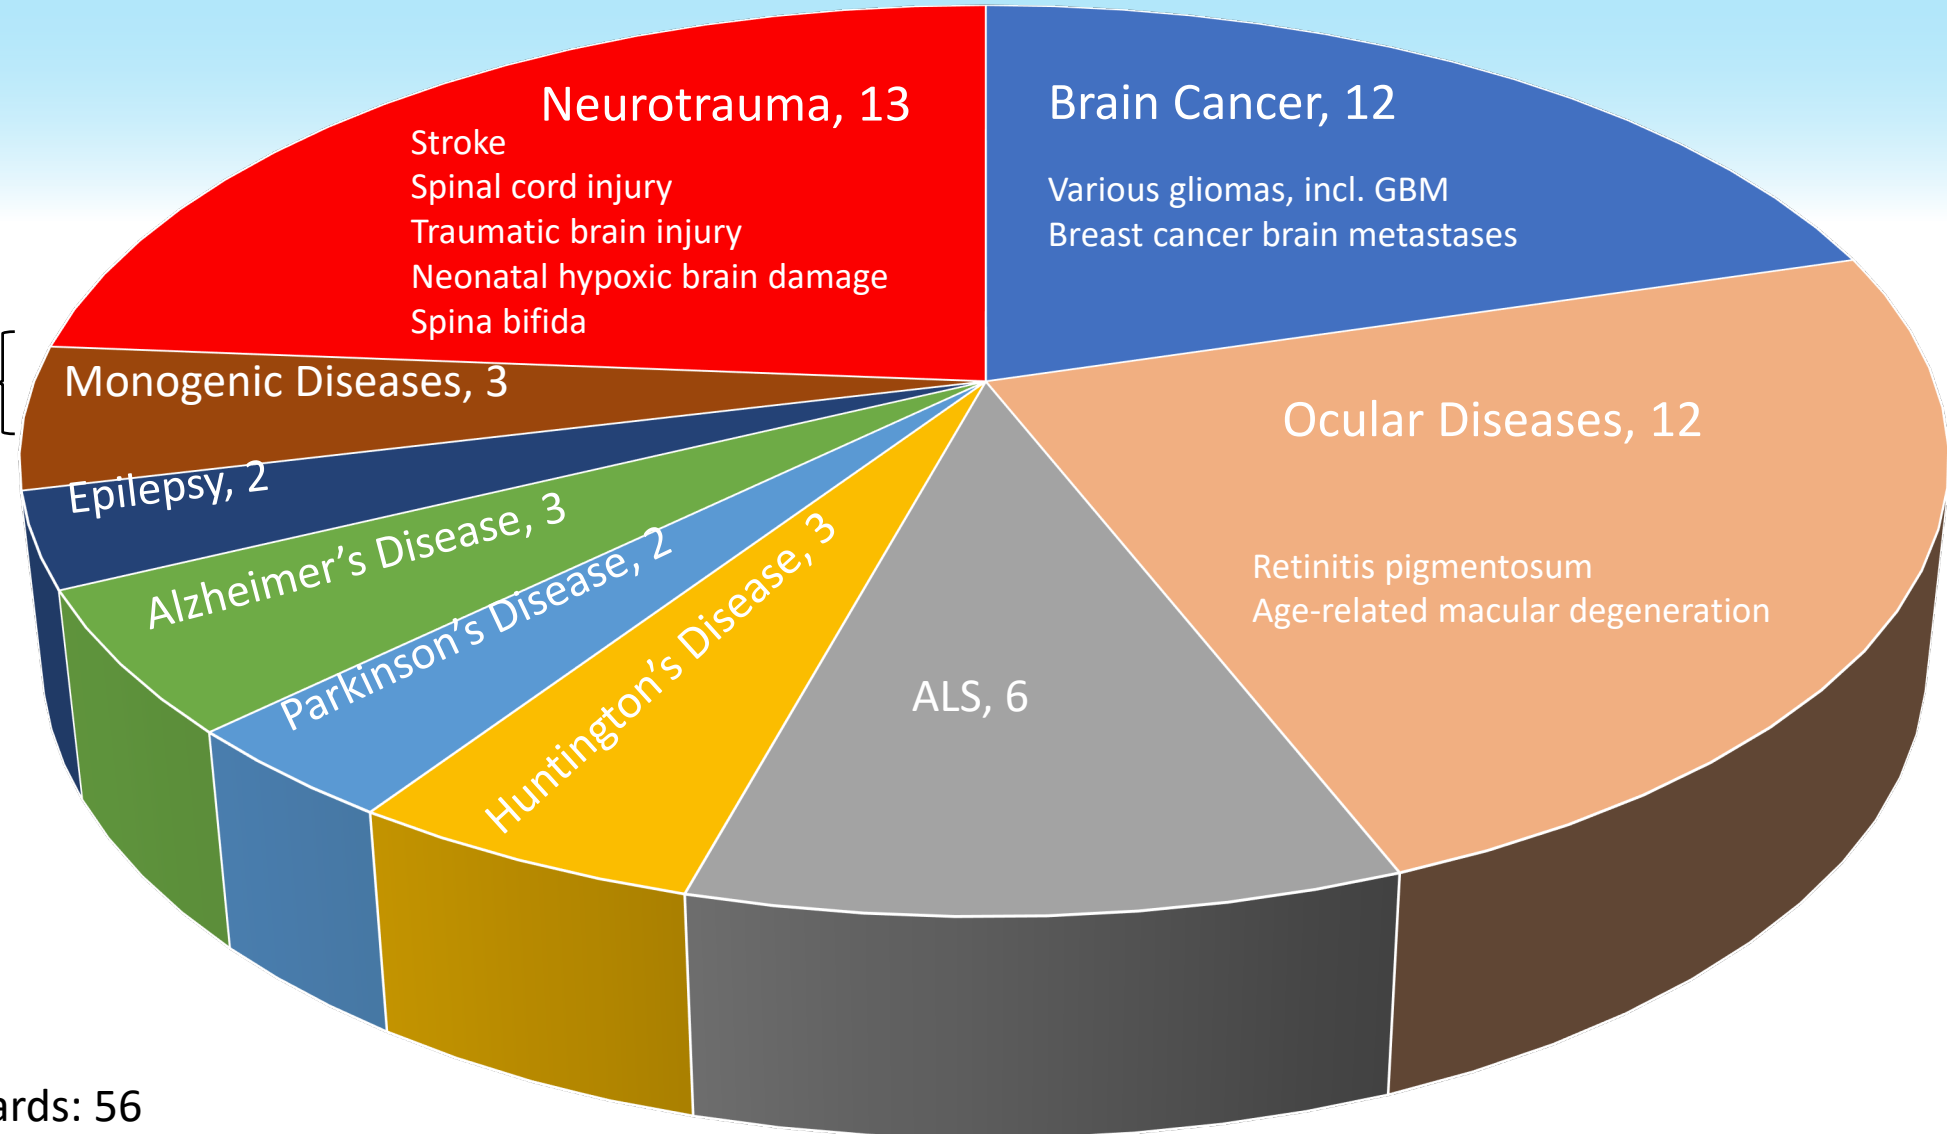 Neurotrauma, 13
Stroke
Spinal cord injury
Traumatic brain injury
Neonatal hypoxic brain damage
Spina bifida
Brain Cancer, 12
Various gliomas, incl. GBM
Breast cancer brain metastases
Monogenic Diseases, 3
Ocular Diseases, 12
Retinitis pigmentosum
Age-related macular degeneration
Epilepsy, 2
Alzheimer’s Disease, 3
Parkinson’s Disease, 2
Huntington’s Disease, 3
ALS, 6
ards: 56